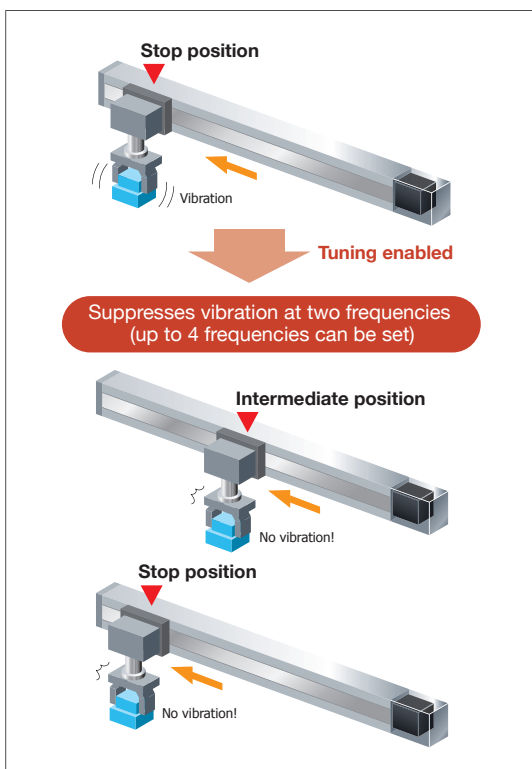 Stop position
Vibration
Tuning enabled
Suppresses vibration at two frequencies
(up to 4 frequencies can be set)
Intermediate position
No vibration!
Stop position
No vibration!